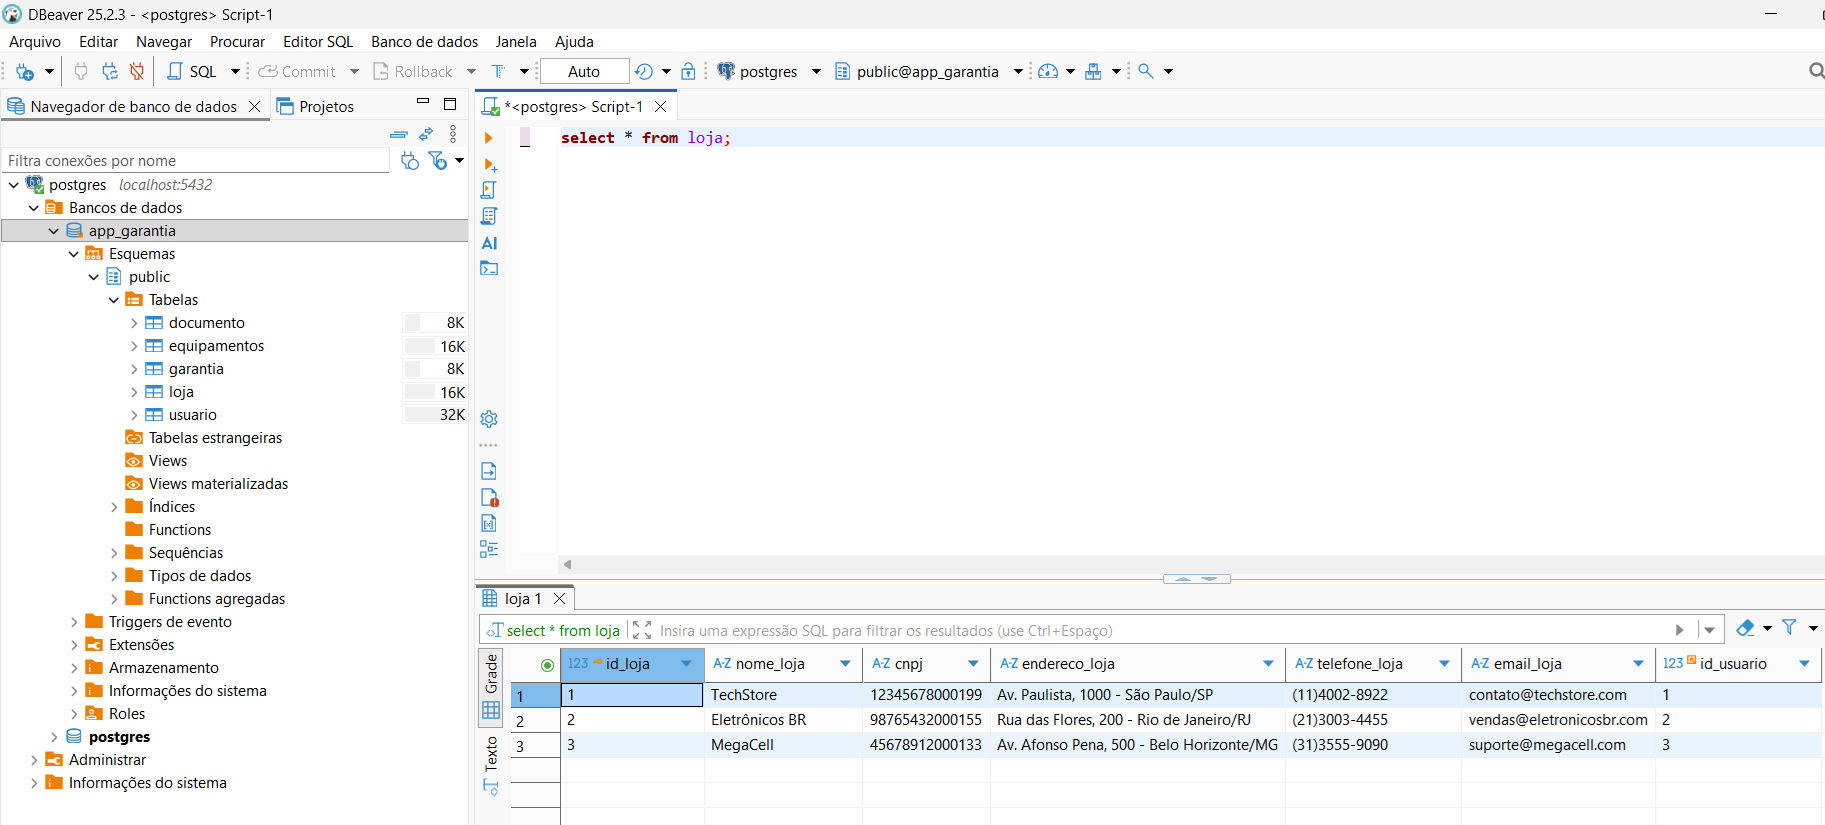 DBeaver 25.2.3 - <postgres> Script-1
Arquivo Editar Navegar Procurar Editor SQL Banco de dados Janela Ajuda
SQL Commit Rollback T Auto postgres public@app_garantia
Navegador de banco de dados Projetos
*<postgres> Script-1
select * from loja;
AI
Filtra conexões por nome
postgres localhost:5432
Bancos de dados
app_garantia
Esquemas
public
Tabelas
documento 8K
equipamentos 16K
garantia 8K
loja 16K
usuario 32K
Tabelas estrangeiras
Views
Views materializadas
Índices
Functions
Sequências
Tipos de dados
Functions agregadas
Triggers de evento
Extensões
Armazenamento
Informações do sistema
Roles
postgres
Administrar
Informações do sistema
loja 1
select * from loja Insira uma expressão SQL para filtrar os resultados (use Ctrl+Espaço)
Grade
Texto
123 id_loja A-Z nome_loja A-Z cnpj A-Z endereco_loja A-Z telefone_loja A-Z email_loja 123 id_usuario
1 1 TechStore 12345678000199 Av. Paulista, 1000 - São Paulo/SP (11)4002-8922 contato@techstore.com 1
2 2 Eletrônicos BR 98765432000155 Rua das Flores, 200 - Rio de Janeiro/RJ (21)3003-4455 vendas@eletronicosbr.com 2
3 3 MegaCell 45678912000133 Av. Afonso Pena, 500 - Belo Horizonte/MG (31)3555-9090 suporte@megacell.com 3